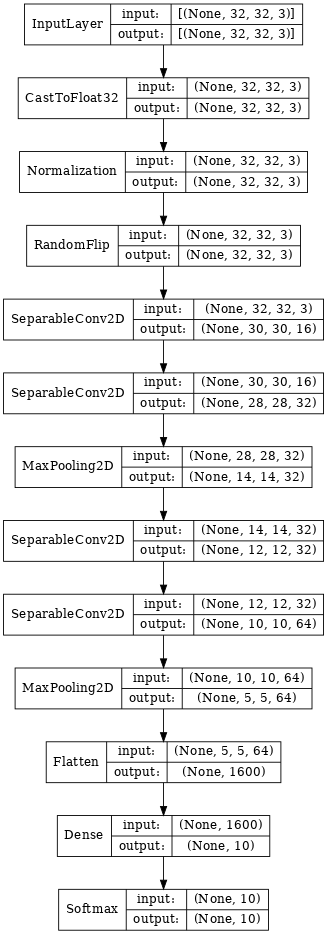 InputLayer
input: [(None, 32, 32, 3)]
output: [(None, 32, 32, 3)]
CastToFloat32
input: (None, 32, 32, 3)
output: (None, 32, 32, 3)
Normalization
input: (None, 32, 32, 3)
output: (None, 32, 32, 3)
RandomFlip
input: (None, 32, 32, 3)
output: (None, 32, 32, 3)
SeparableConv2D
input: (None, 32, 32, 3)
output: (None, 30, 30, 16)
SeparableConv2D
input: (None, 30, 30, 16)
output: (None, 28, 28, 32)
MaxPooling2D
input: (None, 28, 28, 32)
output: (None, 14, 14, 32)
SeparableConv2D
input: (None, 14, 14, 32)
output: (None, 12, 12, 32)
SeparableConv2D
input: (None, 12, 12, 32)
output: (None, 10, 10, 64)
MaxPooling2D
input: (None, 10, 10, 64)
output: (None, 5, 5, 64)
Flatten
input: (None, 5, 5, 64)
output: (None, 1600)
Dense
input: (None, 1600)
output: (None, 10)
Softmax
input: (None, 10)
output: (None, 10)